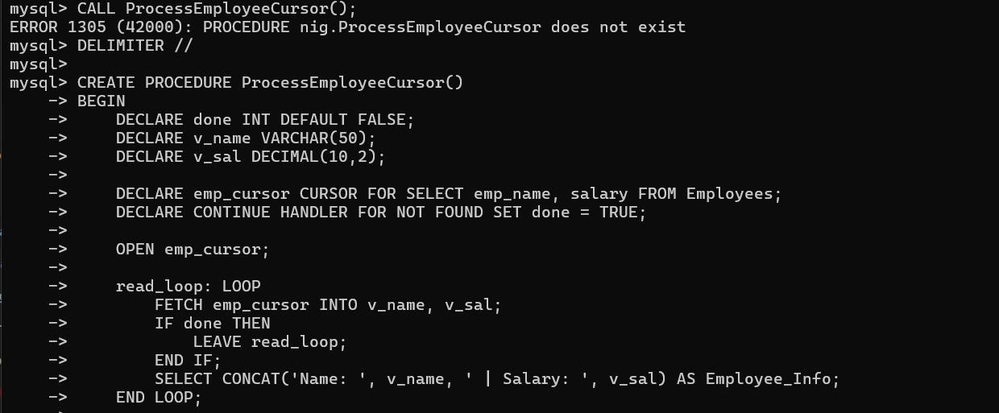 mysql> CALL ProcessEmployeeCursor();
ERROR 1305 (42000): PROCEDURE nig.ProcessEmployeeCursor does not exist
mysql> DELIMITER //
mysql>
mysql> CREATE PROCEDURE ProcessEmployeeCursor()
    -> BEGIN
    ->     DECLARE done INT DEFAULT FALSE;
    ->     DECLARE v_name VARCHAR(50);
    ->     DECLARE v_sal DECIMAL(10,2);
    ->
    ->     DECLARE emp_cursor CURSOR FOR SELECT emp_name, salary FROM Employees;
    ->     DECLARE CONTINUE HANDLER FOR NOT FOUND SET done = TRUE;
    ->
    ->     OPEN emp_cursor;
    ->
    ->     read_loop: LOOP
    ->         FETCH emp_cursor INTO v_name, v_sal;
    ->         IF done THEN
    ->             LEAVE read_loop;
    ->         END IF;
    ->         SELECT CONCAT('Name: ', v_name, ' | Salary: ', v_sal) AS Employee_Info;
    ->     END LOOP;